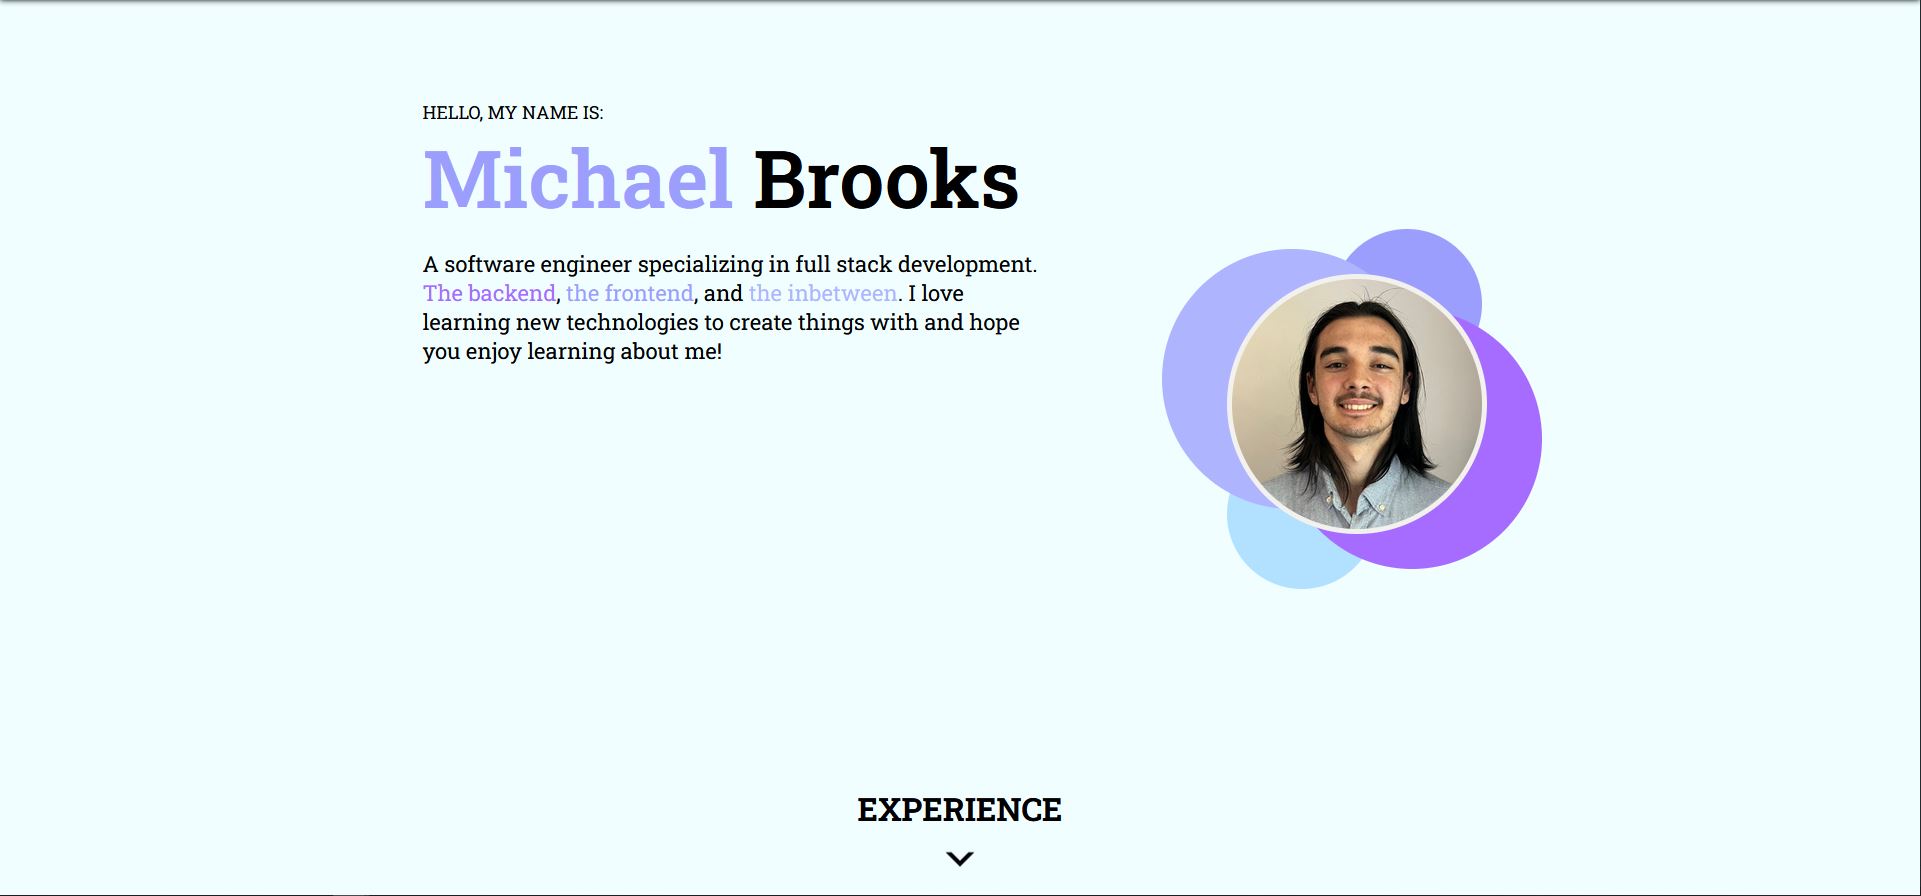 HELLO, MY NAME IS:
Michael Brooks
A software engineer specializing in full stack development.
The backend, the frontend, and the inbetween. I love
learning new technologies to create things with and hope
you enjoy learning about me!
EXPERIENCE